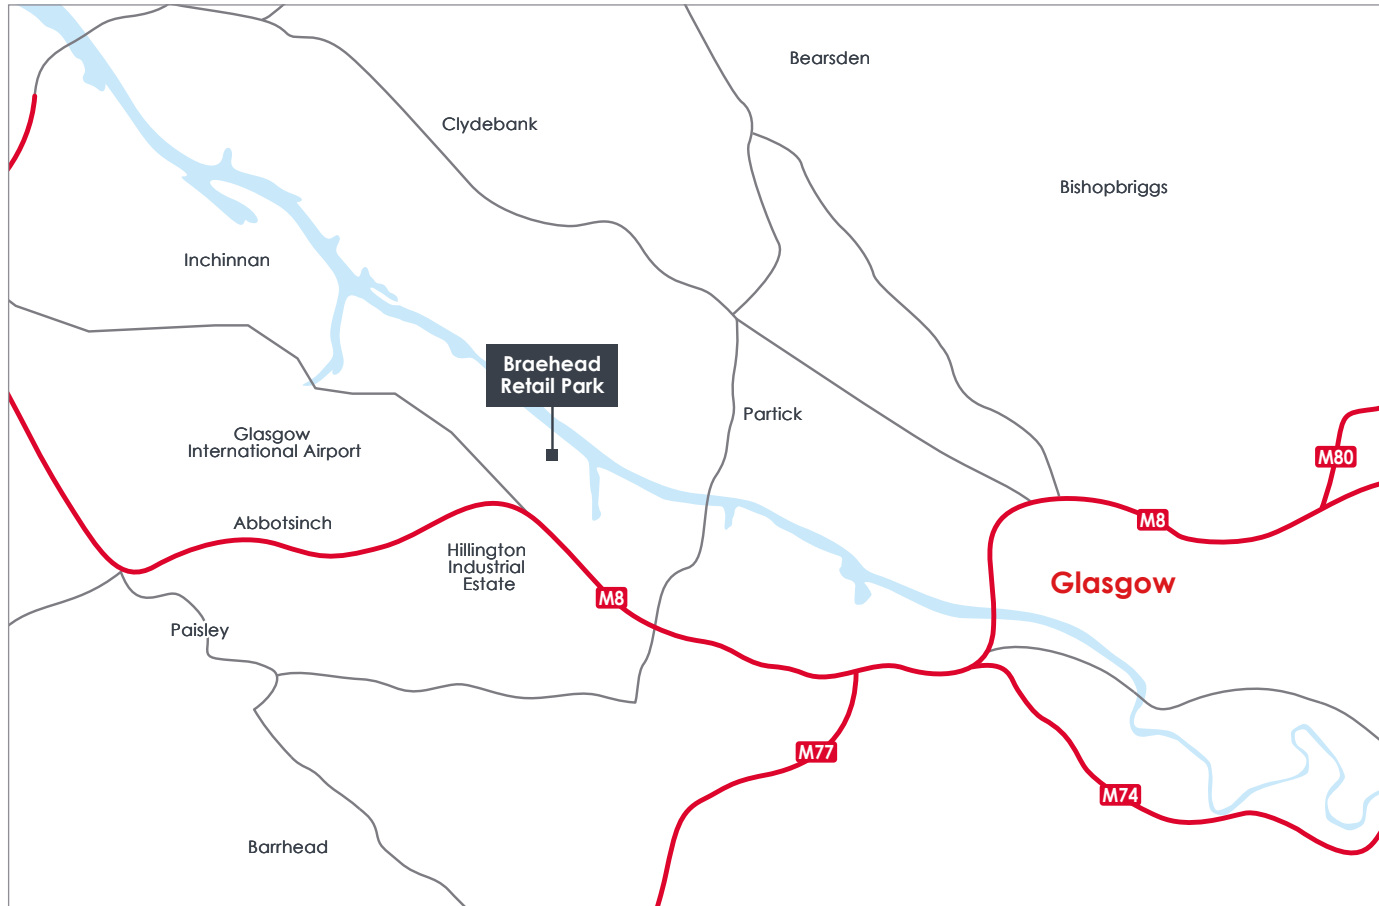 Bearsden
Clydebank
Bishopbriggs
Inchinnan
Braehead
Retail Park
Partick
Glasgow
International Airport
M80
Abbotsinch
M8
Hillington
Industrial
Estate
Glasgow
M8
Paisley
M77
M74
Barrhead